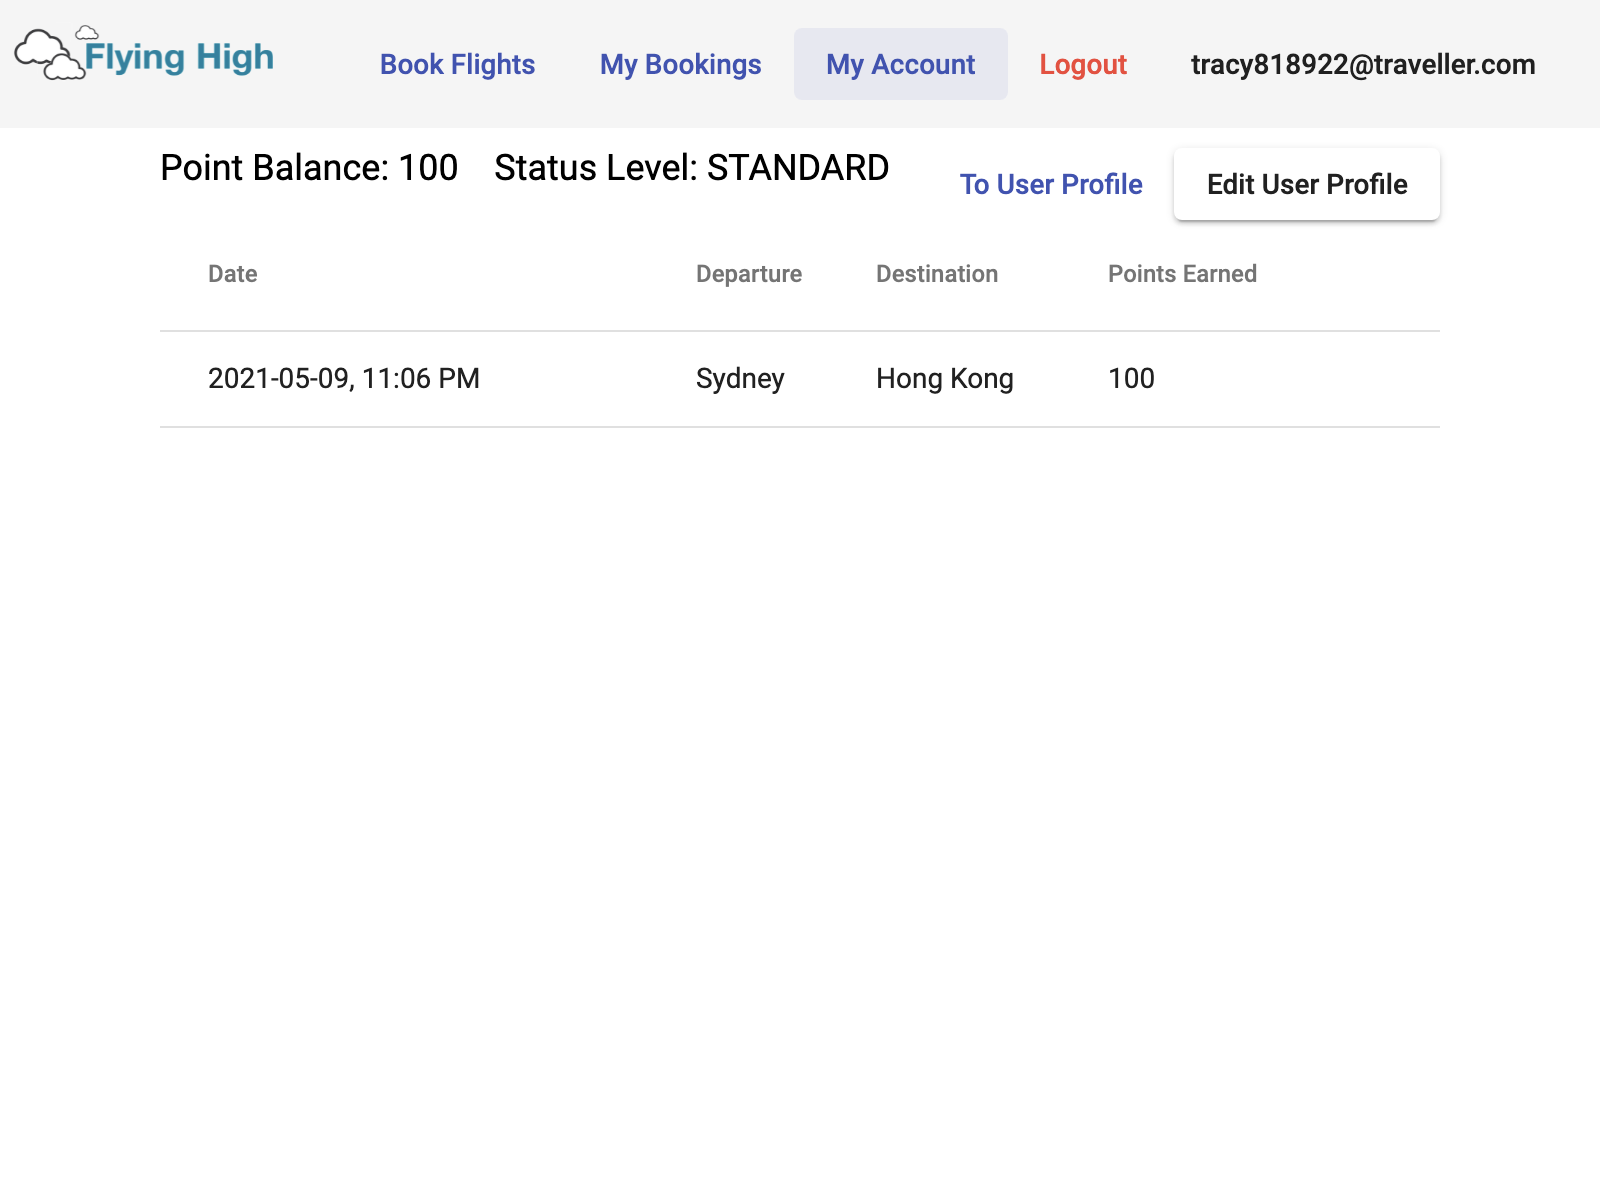 Flying High
Book Flights My Bookings My Account Logout tracy818922@traveller.com
Point Balance: 100 Status Level: STANDARD To User Profile Edit User Profile
Date Departure Destination Points Earned
2021-05-09, 11:06 PM Sydney Hong Kong 100